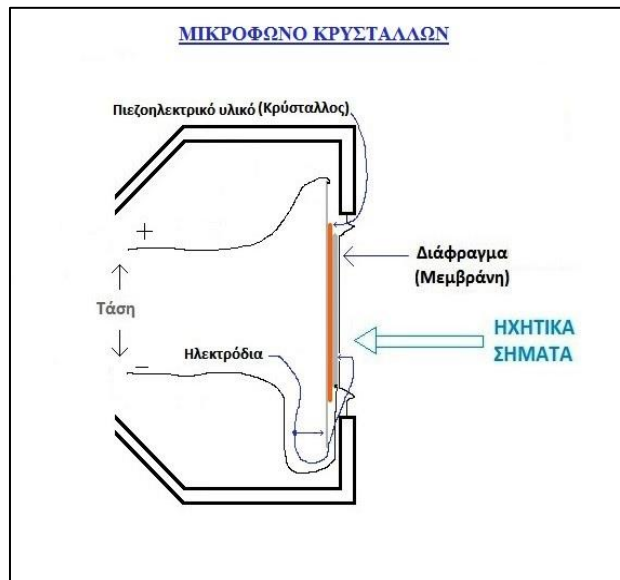 ΜΙΚΡΟΦΩΝΟ ΚΡΥΣΤΑΛΛΩΝ
Πιεζοηλεκτρικό υλικό (Κρύσταλλος)
+
Διάφραγμα
(Μεμβράνη)
Τάση
ΗΧΗΤΙΚΑ
ΣΗΜΑΤΑ
Ηλεκτρόδια
−